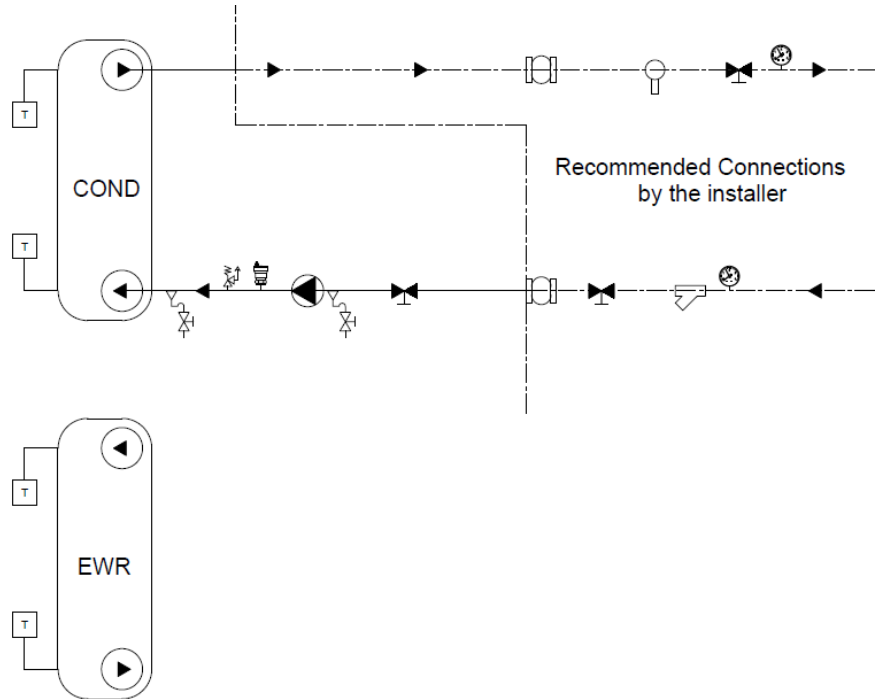 T
COND
Recommended Connections
by the installer
T
T
EWR
T